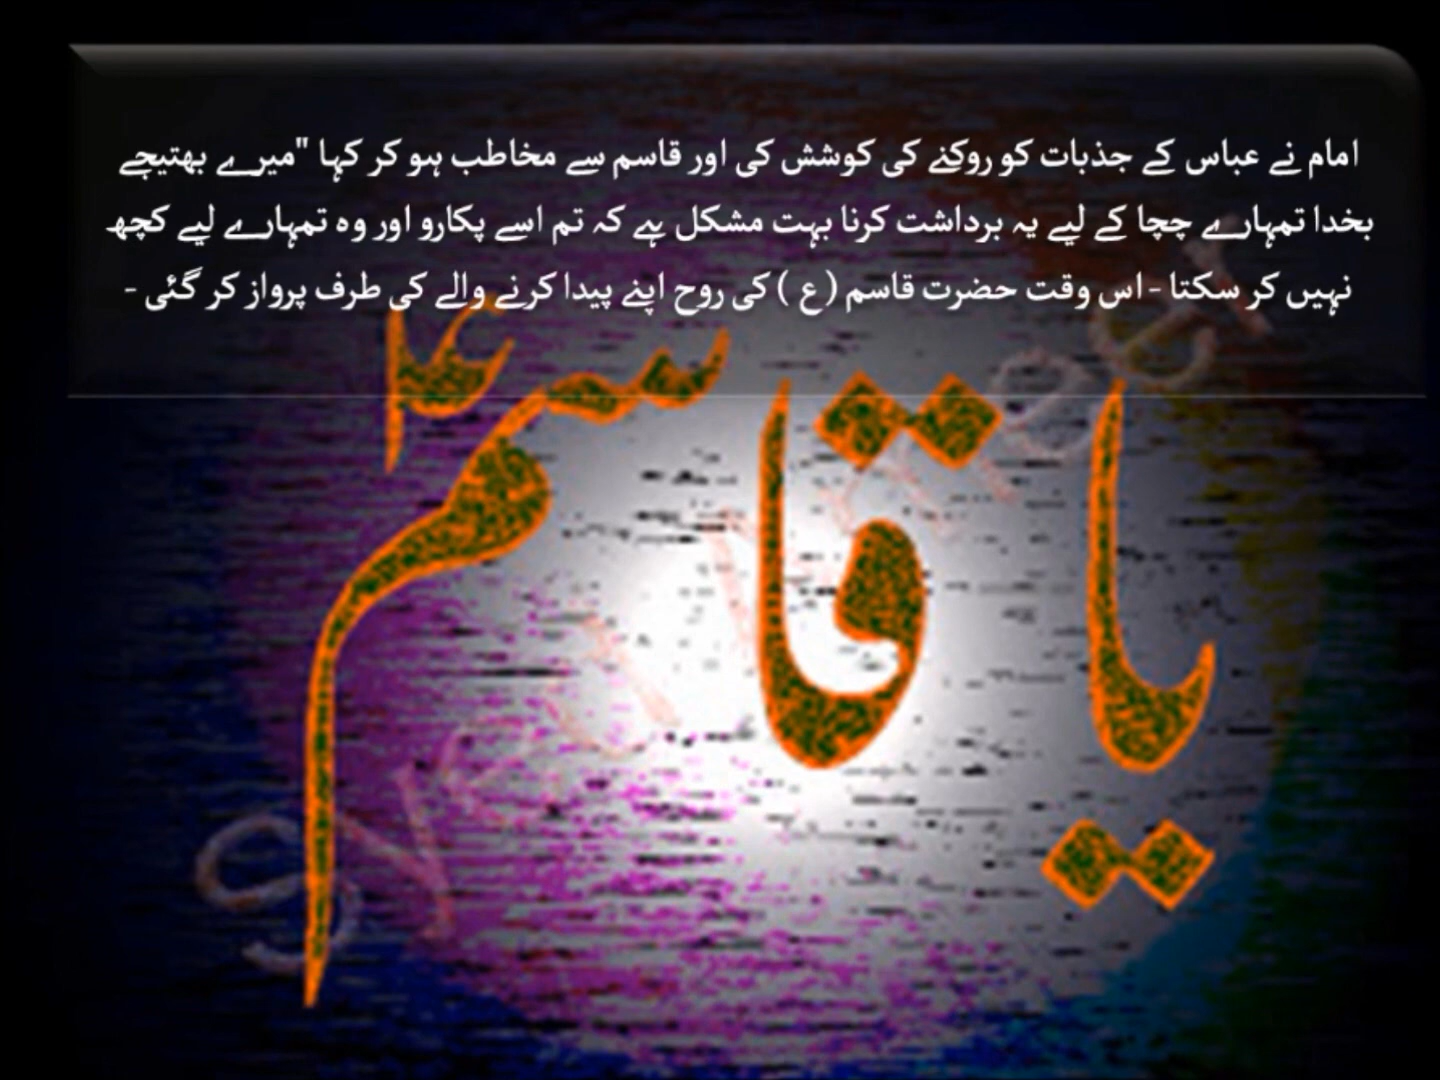 امام نے عباس کے جذبات کو روکنے کی کوشش کی اور قاسم سے مخاطب ہو کر کہا "میرے بھتیجے
بخدا تمہارے چچا کے لیے یہ برداشت کرنا بہت مشکل ہے کہ تم اسے پکارو اور وہ تمہارے لیے کچھ
نہیں کر سکتا - اس وقت حضرت قاسم (ع) کی روح اپنے پیدا کرنے والے کی طرف پرواز کر گئی -
یا قاسم ع